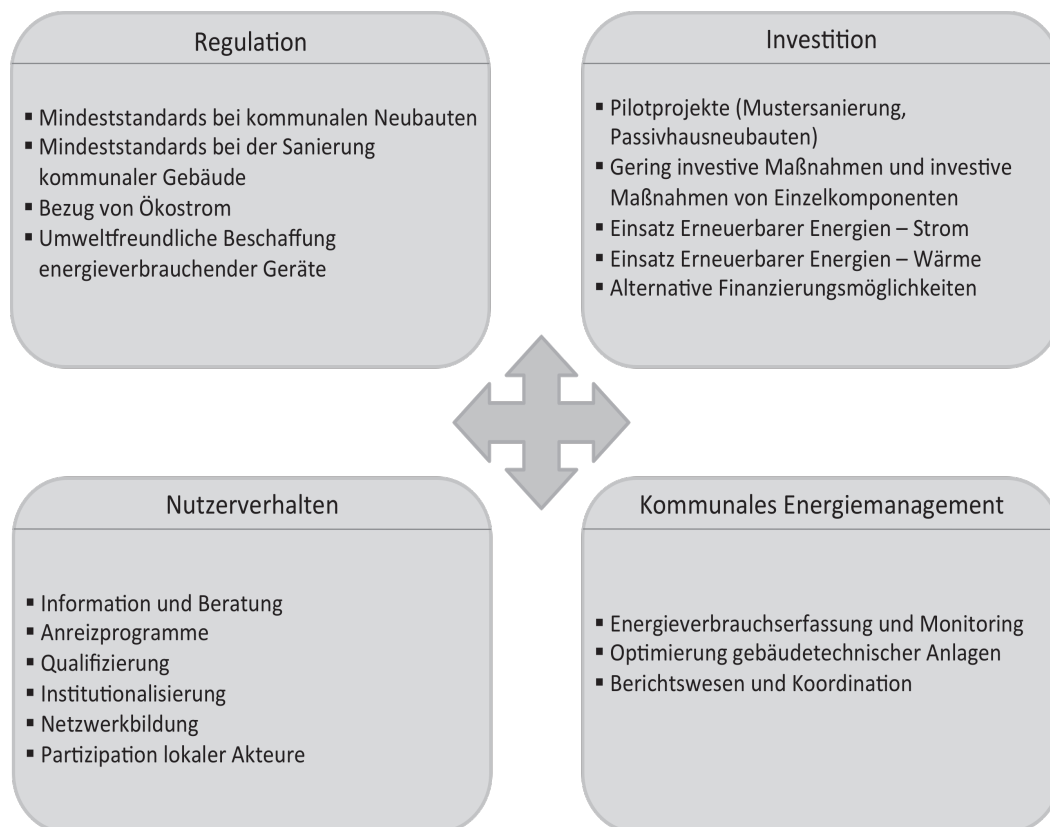 Regulation
▪ Mindeststandards bei kommunalen Neubauten
▪ Mindeststandards bei der Sanierung
kommunaler Gebäude
▪ Bezug von Ökostrom
▪ Umweltfreundliche Beschaffung
energieverbrauchender Geräte
Investition
▪ Pilotprojekte (Mustersanierung,
Passivhausneubauten)
▪ Gering investive Maßnahmen und investive
Maßnahmen von Einzelkomponenten
▪ Einsatz Erneuerbarer Energien – Strom
▪ Einsatz Erneuerbarer Energien – Wärme
▪ Alternative Finanzierungsmöglichkeiten
Nutzerverhalten
▪ Information und Beratung
▪ Anreizprogramme
▪ Qualifizierung
▪ Institutionalisierung
▪ Netzwerkbildung
▪ Partizipation lokaler Akteure
Kommunales Energiemanagement
▪ Energieverbrauchserfassung und Monitoring
▪ Optimierung gebäudetechnischer Anlagen
▪ Berichtswesen und Koordination